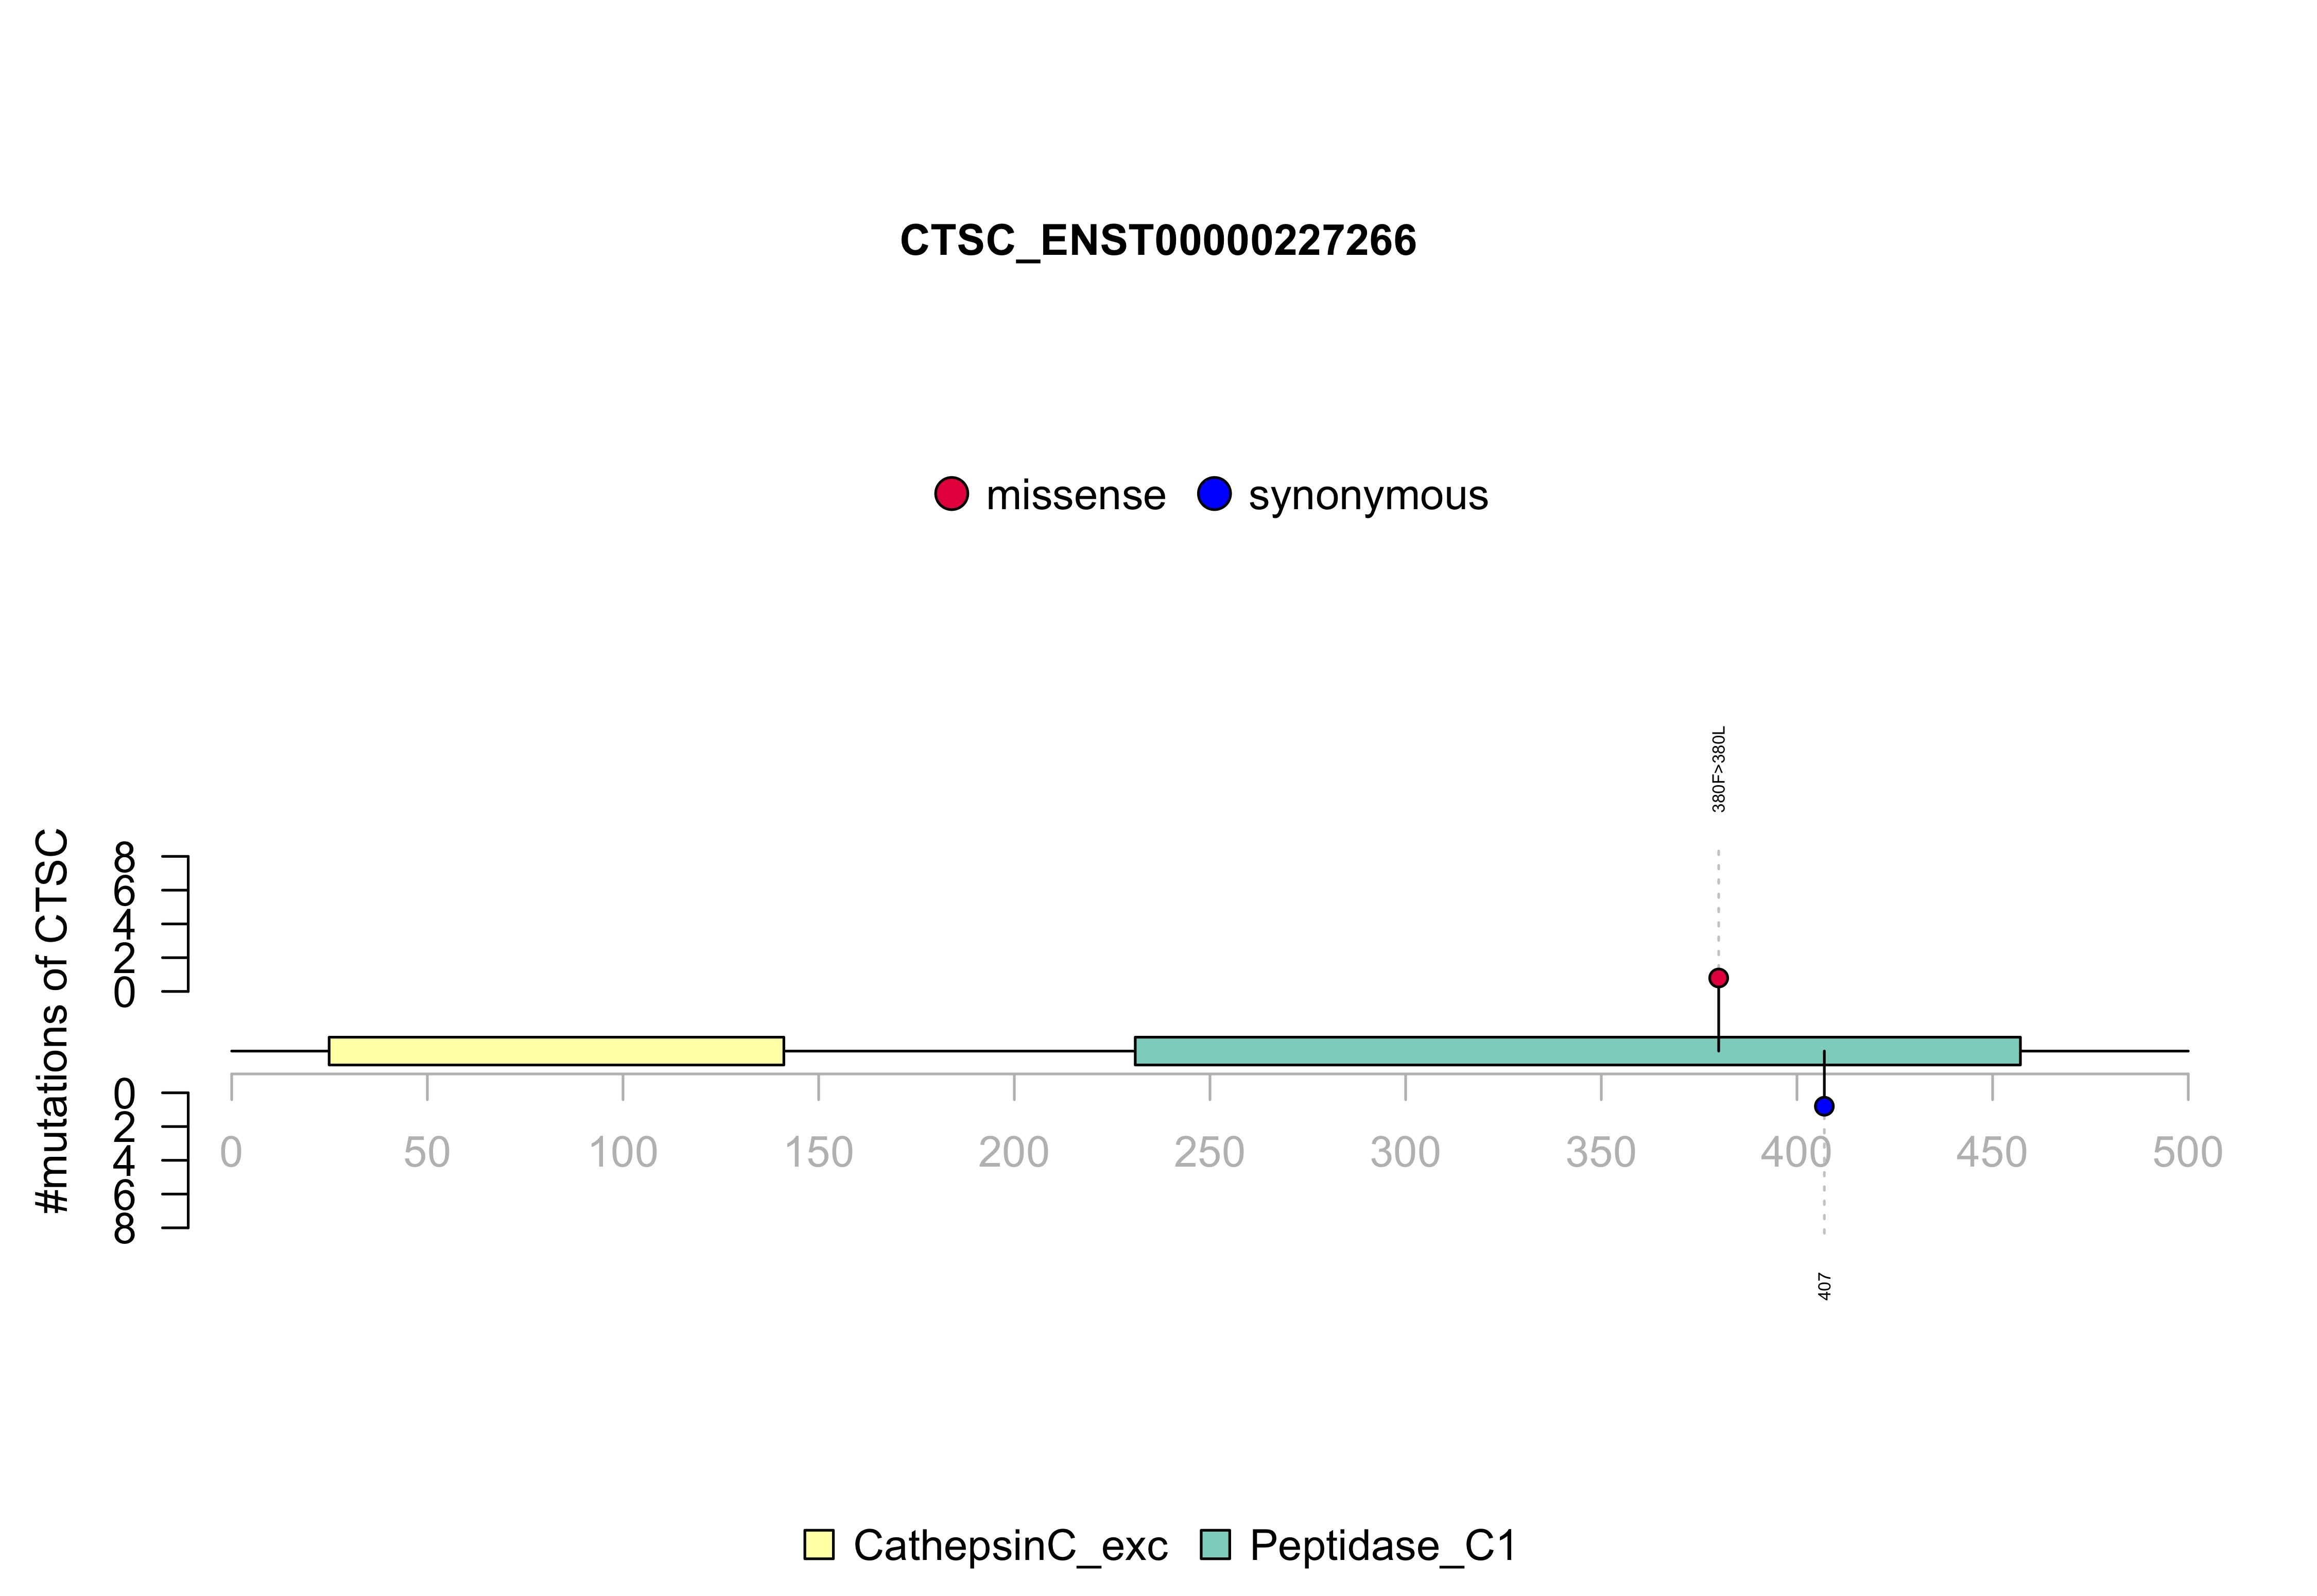 CTSC_ENST00000227266
missense synonymous
380F>380L
#mutations of CTSC
8
6
4
2
0
0
2
4
6
8
0 50 100 150 200 250 300 350 400 450 500
407
CathepsinC_exc Peptidase_C1